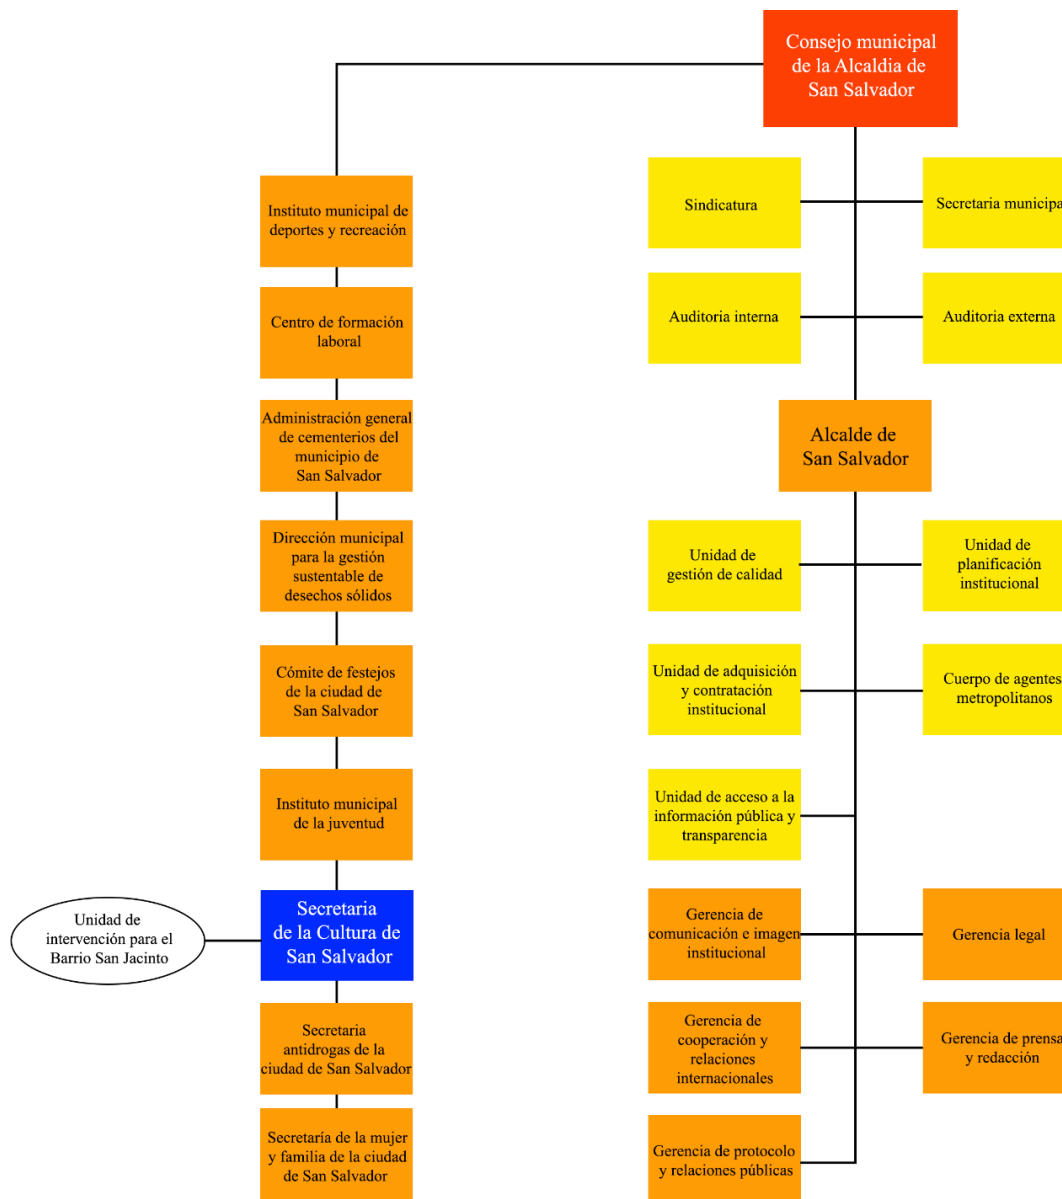 Consejo municipal
de la Alcaldia de
San Salvador
Instituto municipal de
deportes y recreación
Centro de formación
laboral
Administración general
de cementerios del
municipio de
San Salvador
Dirección municipal
para la gestión
sustentable de
desechos sólidos
Cómite de festejos
de la ciudad de
San Salvador
Instituto municipal
de la juventud
Unidad de
intervención para el
Barrio San Jacinto
Secretaria
de la Cultura de
San Salvador
Secretaria
antidrogas de la
ciudad de San Salvador
Secretaría de la mujer
y familia de la ciudad
de San Salvador
Sindicatura
Secretaria municipal
Auditoria interna
Auditoria externa
Alcalde de
San Salvador
Unidad de
gestión de calidad
Unidad de
planificación
institucional
Unidad de adquisición
y contratación
institucional
Cuerpo de agentes
metropolitanos
Unidad de acceso a la
información pública y
transparencia
Gerencia de
comunicación e imagen
institucional
Gerencia legal
Gerencia de
cooperación y
relaciones
internacionales
Gerencia de prensa
y redacción
Gerencia de protocolo
y relaciones públicas